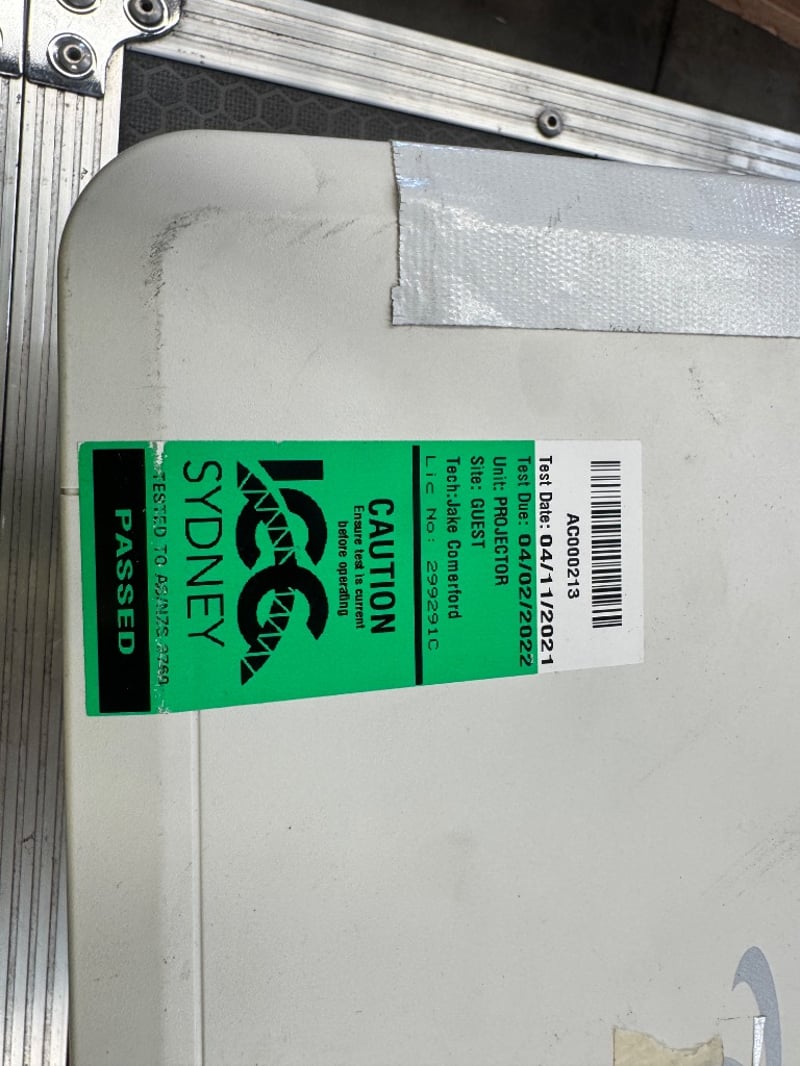 AC000213
Test Date: 04/11/2021
Test Due: 04/02/2022
Unit: PROJECTOR
Site: GUEST
Tech:Jake Comerford
Lic No: 299291C
CAUTION
Ensure test is current
before operating
ICC
SYDNEY
TESTED TO AS/NZS 3760
PASSED